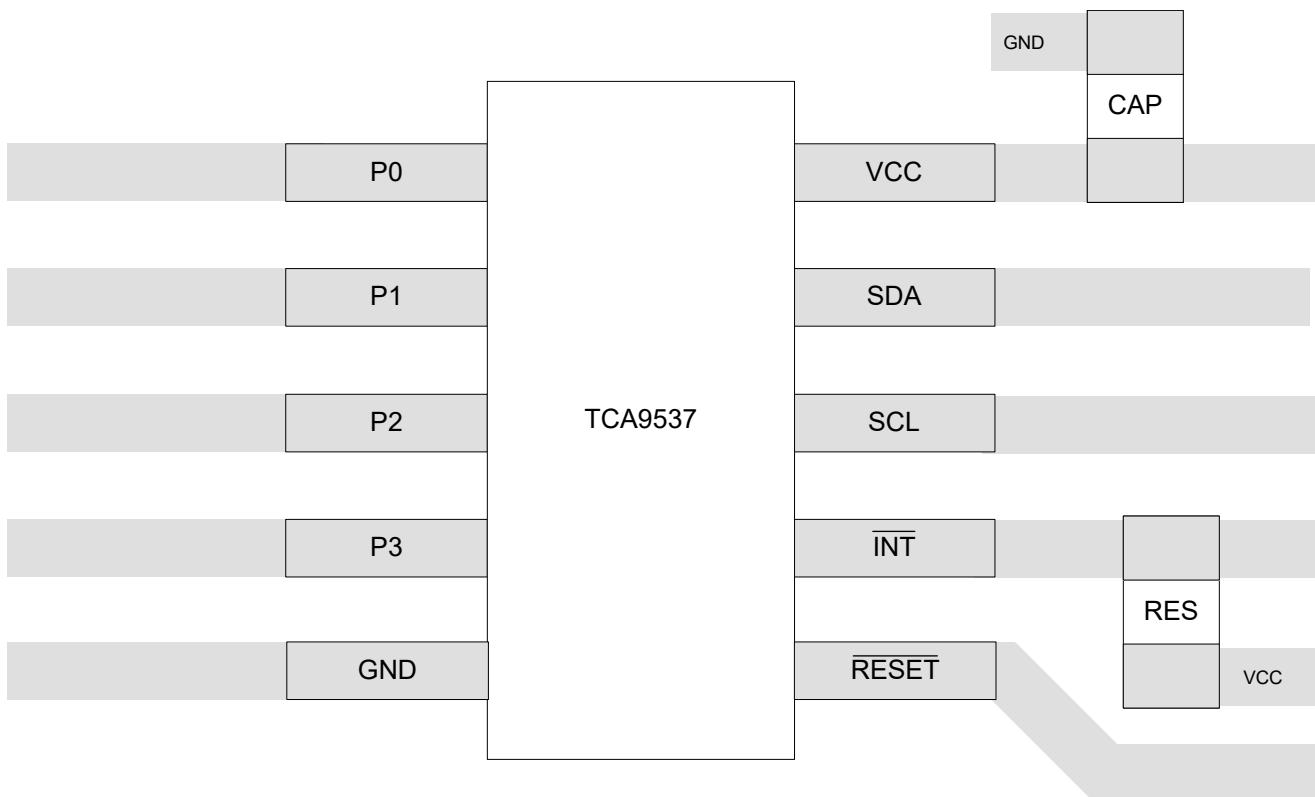 GND
CAP
P0
VCC
P1
SDA
P2
TCA9537
SCL
P3
INT
RES
GND
RESET
VCC